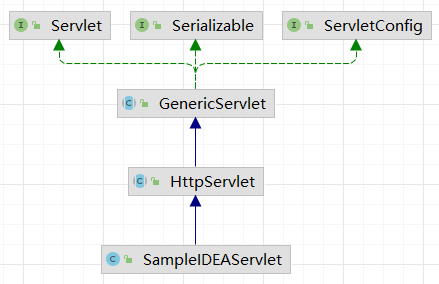 I Servlet
I Serializable
I ServletConfig
C GenericServlet
C HttpServlet
C SampleIDEAServlet